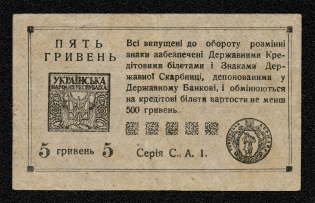 ПЯТЬ
ГРИВЕНЬ
УКРАЇНСЬКА
НАРОДНЯ РЕСПУБЛІКА
5 гривень 5
Всі випущені до обороту розмінні
знаки забезпечені Державними Кре-
дітовими білетами і Знаками Дер-
жавної Скарбниці, депонованими у
Державному Банкові, і обмінюються
на кредітові білети вартости не менш
500 гривень.
Серія С. А. 1.